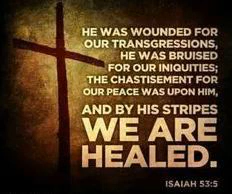 HE WAS WOUNDED FOR
OUR TRANSGRESSIONS,
HE WAS BRUISED
FOR OUR INIQUITIES;
THE CHASTISEMENT FOR
OUR PEACE WAS UPON HIM,
AND BY HIS STRIPES
WE ARE
HEALED.
ISAIAH 53:5